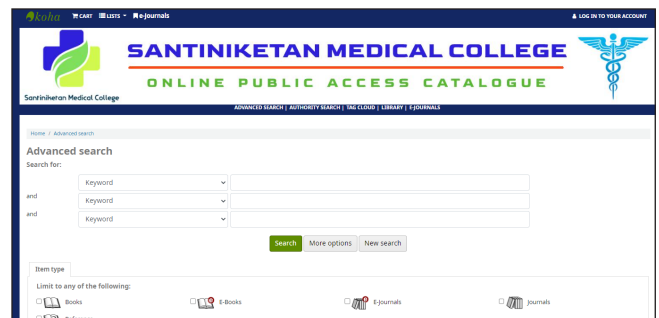 koha CART LISTS e-Journals LOG IN TO YOUR ACCOUNT
SANTINIKETAN MEDICAL COLLEGE
ONLINE PUBLIC ACCESS CATALOGUE
Santiniketan Medical College
ADVANCED SEARCH | AUTHORITY SEARCH | TAG CLOUD | LIBRARY | E-JOURNALS
Home / Advanced search
Advanced search
Search for:
Keyword
and Keyword
and Keyword
Search More options New search
Item type
Limit to any of the following:
Books E-Books E-Journals Journals